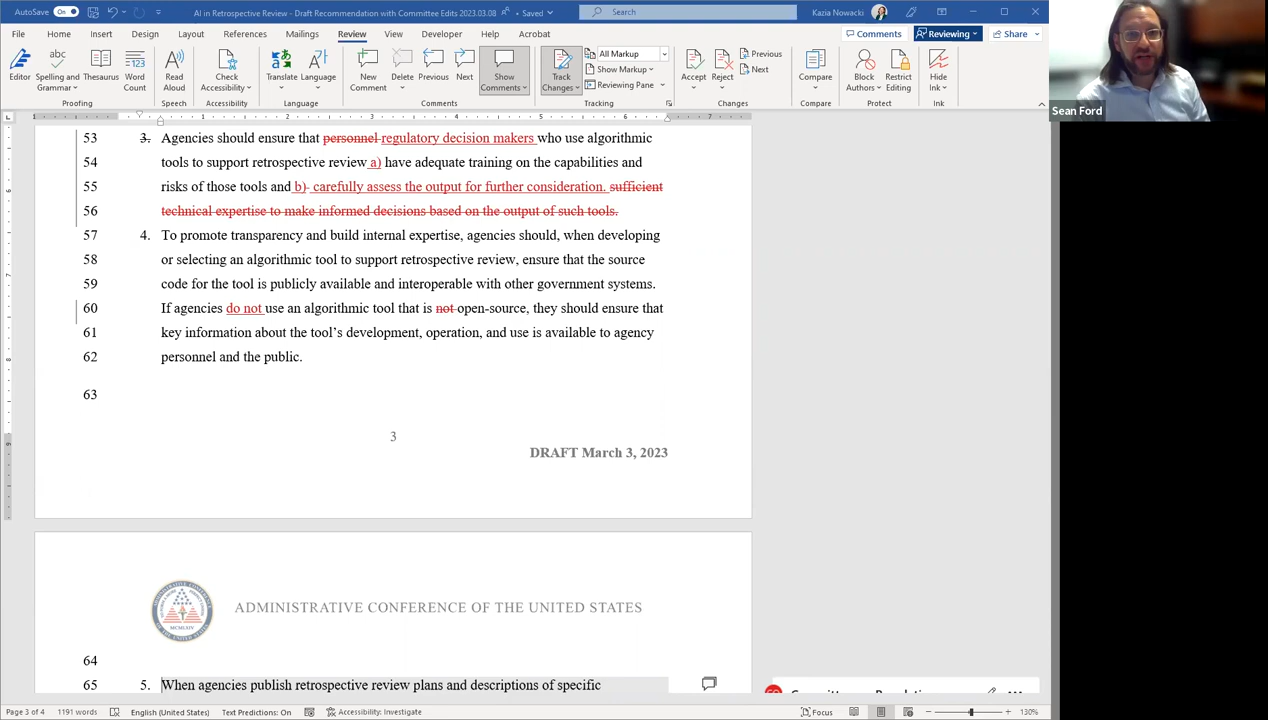 AutoSave On AI in Retrospective Review - Draft Recommendation with Committee Edits 2023.03.08 • Saved Search Kazia Nowacki
File Home Insert Draw Design Layout References Mailings Review View Developer Help Acrobat Comments Reviewing Share
Editor Spelling and Grammar Thesaurus Word Count Read Aloud Check Accessibility Translate Language New Comment Delete Previous Next Show Comments Track Changes All Markup Show Markup Reviewing Pane Accept Reject Previous Next Compare Block Authors Restrict Editing Hide Ink
Proofing Speech Accessibility Language Comments Tracking Changes Compare Protect Ink
Sean Ford
1 1 2 3 4 5 6 7
53 3. Agencies should ensure that personnel regulatory decision makers who use algorithmic
54 tools to support retrospective review a) have adequate training on the capabilities and
55 risks of those tools and b) carefully assess the output for further consideration. sufficient
56 technical expertise to make informed decisions based on the output of such tools.
57 4. To promote transparency and build internal expertise, agencies should, when developing
58 or selecting an algorithmic tool to support retrospective review, ensure that the source
59 code for the tool is publicly available and interoperable with other government systems.
60 If agencies do not use an algorithmic tool that is not open-source, they should ensure that
61 key information about the tool's development, operation, and use is available to agency
62 personnel and the public.
63
3
DRAFT March 3, 2023
ADMINISTRATIVE CONFERENCE OF THE UNITED STATES
MCMLXIV
64
65 5. When agencies publish retrospective review plans and descriptions of specific
Page 3 of 4 1191 words English (United States) Text Predictions: On Accessibility: Investigate Focus 130%